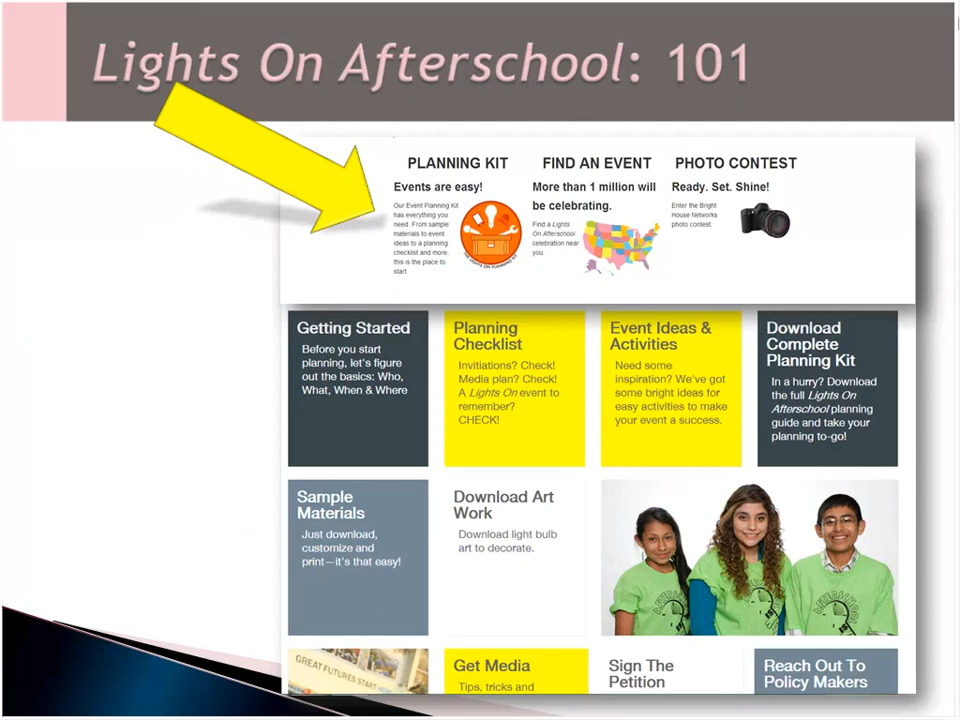 Lights On Afterschool: 101
PLANNING KIT
Events are easy!
Our Event Planning Kit
has everything you
need. From sample
materials to event
ideas to a planning
checklist and more,
this is the place to
start.
THE LIGHTS ON PLANNING KIT
FIND AN EVENT
More than 1 million will
be celebrating.
Find a Lights
On Afterschool
celebration near
you
PHOTO CONTEST
Ready. Set. Shine!
Enter the Bright
House Networks
photo contest
Getting Started
Before you start
planning, let's figure
out the basics: Who,
What, When & Where
Planning
Checklist
Invitiations? Check!
Media plan? Check!
A Lights On event to
remember?
CHECK!
Event Ideas &
Activities
Need some
inspiration? We've got
some bright ideas for
easy activities to make
your event a success.
Download
Complete
Planning Kit
In a hurry? Download
the full Lights On
Afterschool planning
guide and take your
planning to-go!
Sample
Materials
Just download,
customize and
print—it's that easy!
Download Art
Work
Download light bulb
art to decorate.
AFTERSCHOOL
GREAT FUTURES START
Get Media
Tips, tricks and
Sign The
Petition
Reach Out To
Policy Makers